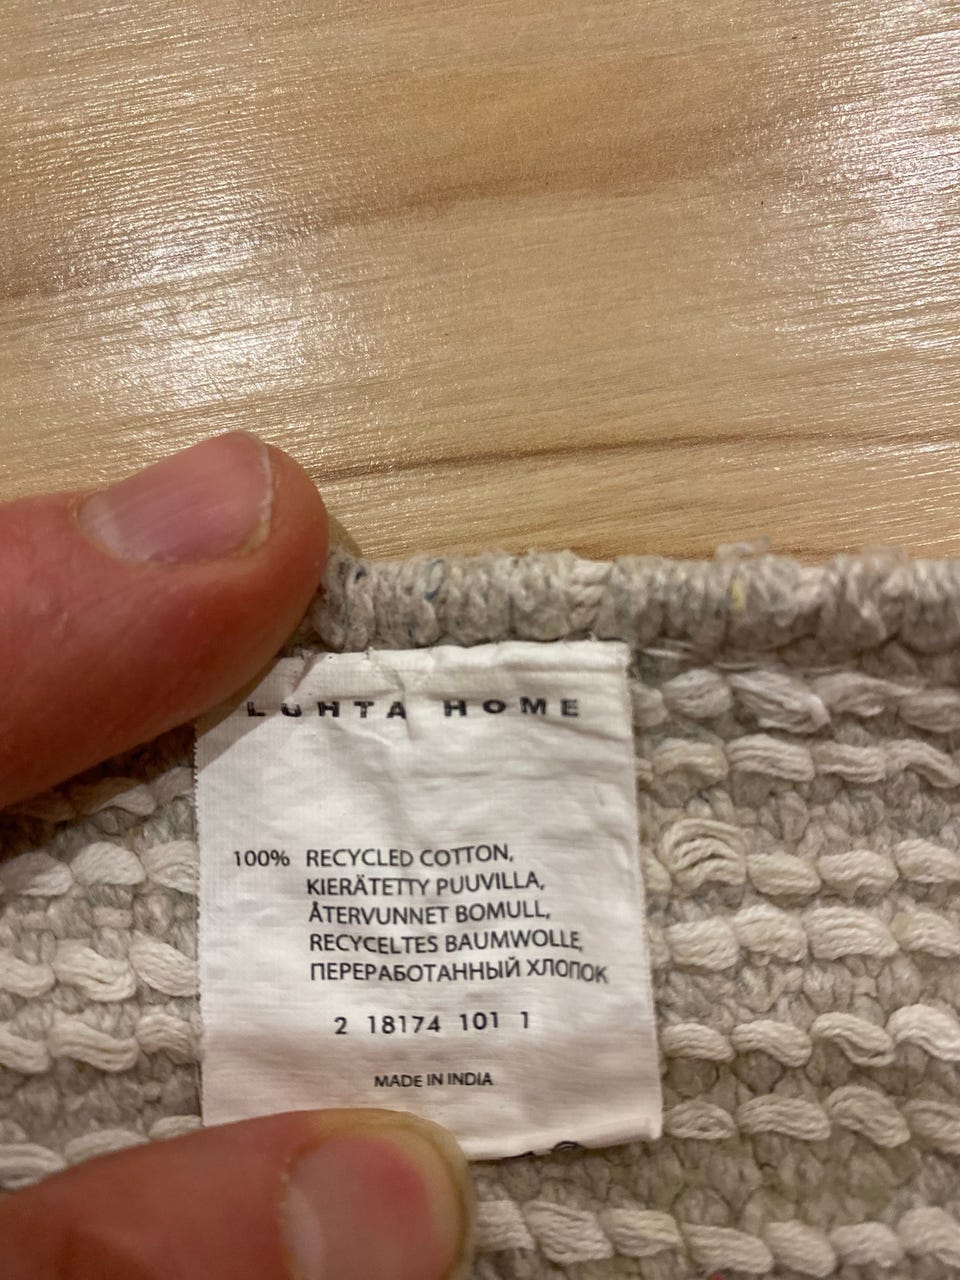 LUHTA HOME
100% RECYCLED COTTON,
KIERÄTETTY PUUVILLA,
ÅTERVUNNET BOMULL,
RECYCELTES BAUMWOLLE,
ПЕРЕРАБОТАННЫЙ ХЛОПОК
2 18174 101 1
MADE IN INDIA